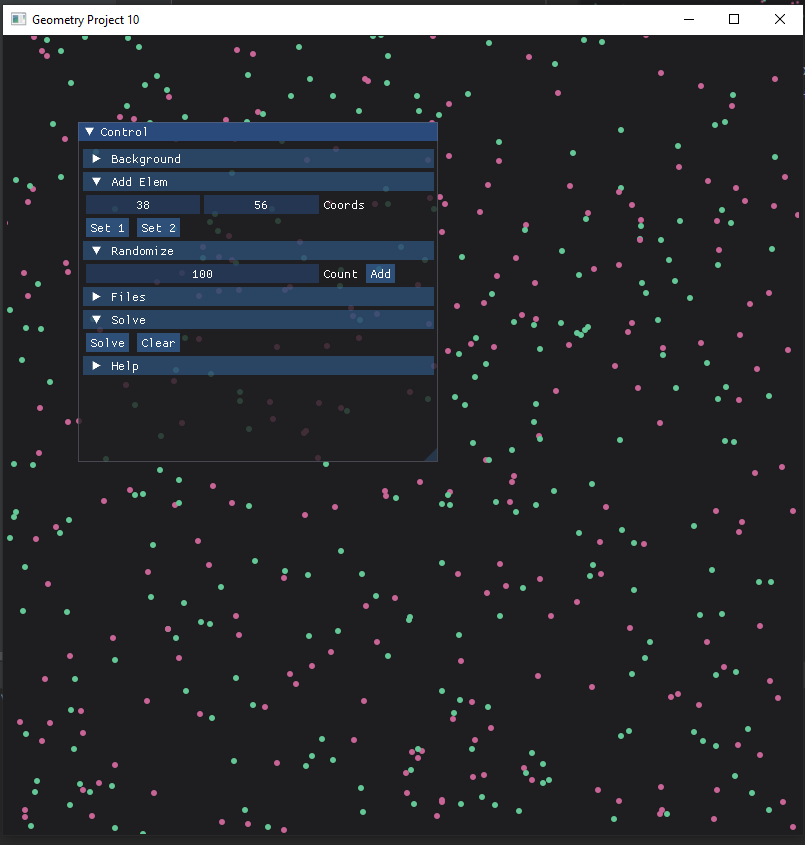 Geometry Project 10
Control
Background
Add Elem
38 56 Coords
Set 1 Set 2
Randomize
100 Count Add
Files
Solve
Solve Clear
Help